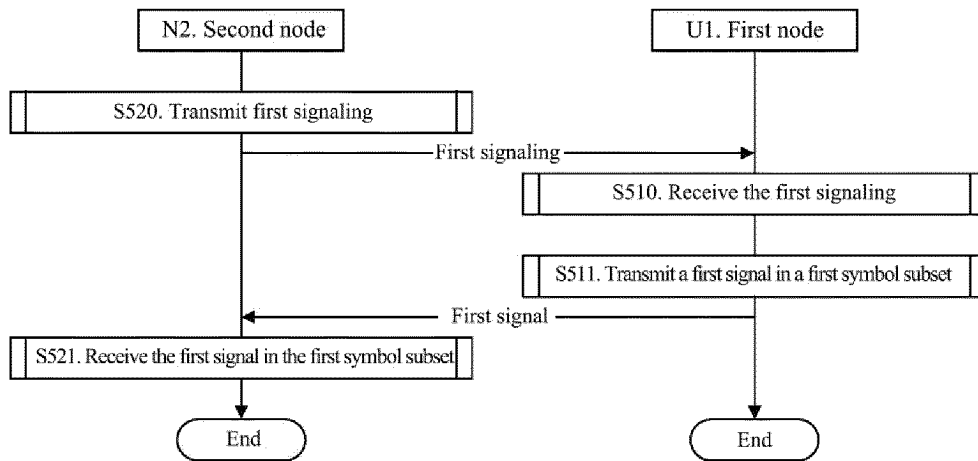 N2. Second node
U1. First node
S520. Transmit first signaling
First signaling
S510. Receive the first signaling
S511. Transmit a first signal in a first symbol subset
First signal
S521. Receive the first signal in the first symbol subset
End
End